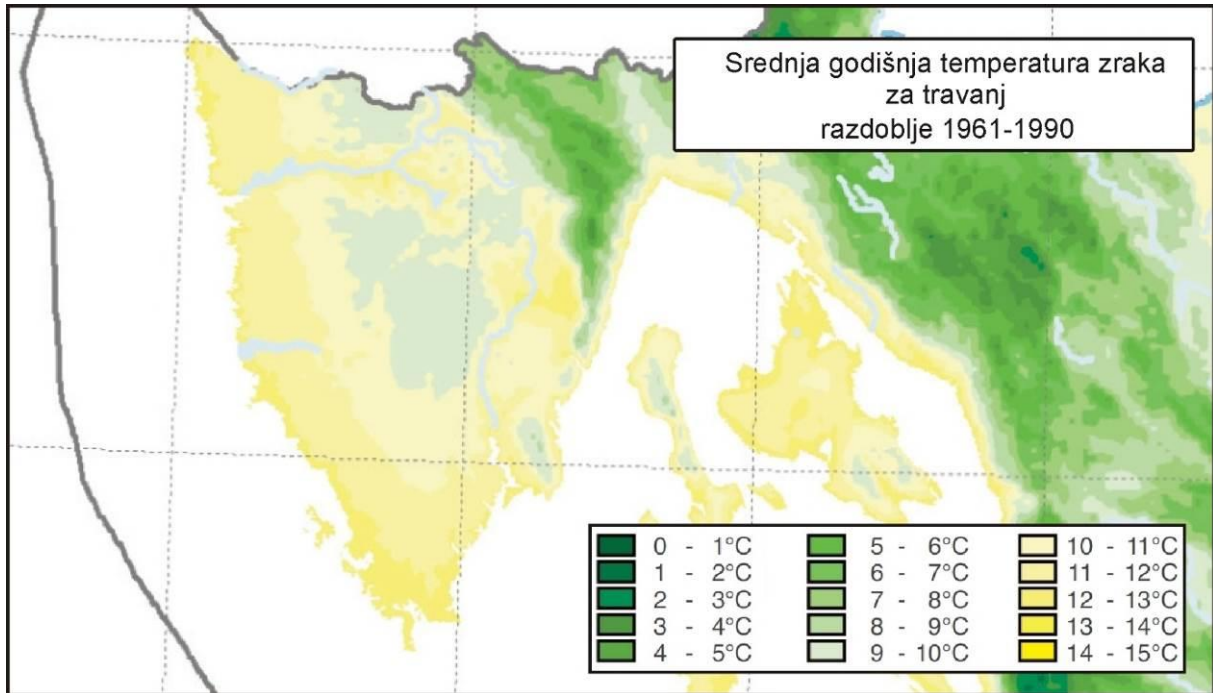 Srednja godišnja temperatura zraka
za travanj
razdoblje 1961-1990
0 - 1°C
1 - 2°C
2 - 3°C
3 - 4°C
4 - 5°C
5 - 6°C
6 - 7°C
7 - 8°C
8 - 9°C
9 - 10°C
10 - 11°C
11 - 12°C
12 - 13°C
13 - 14°C
14 - 15°C